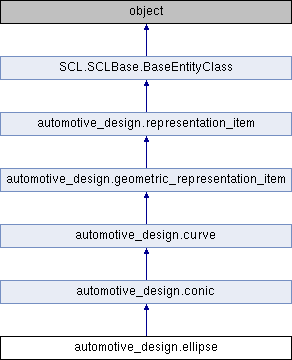 object
SCL.SCLBase.BaseEntityClass
automotive_design.representation_item
automotive_design.geometric_representation_item
automotive_design.curve
automotive_design.conic
automotive_design.ellipse